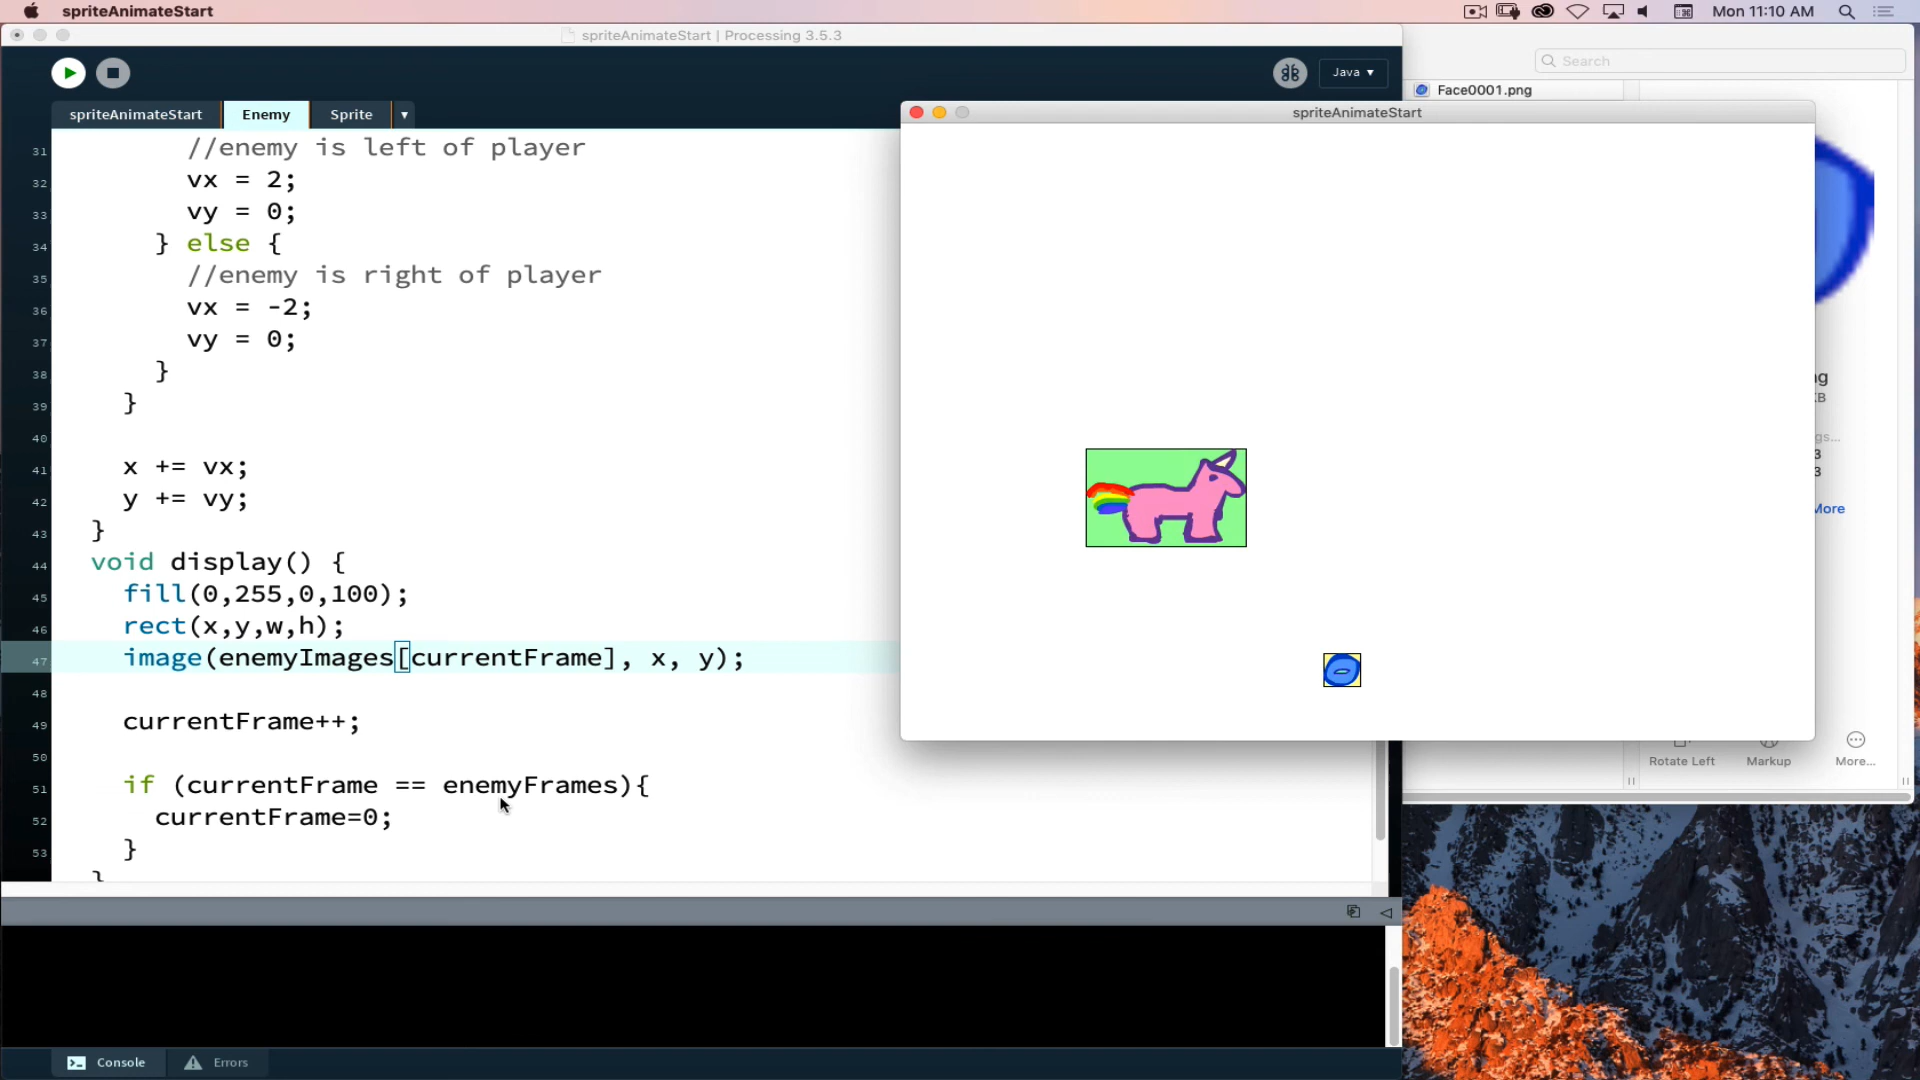 spriteAnimateStart
Mon 11:10 AM
spriteAnimateStart | Processing 3.5.3
Java ▾
Search
spriteAnimateStart Enemy Sprite ▾
Face0001.png
spriteAnimateStart
31 //enemy is left of player
32 vx = 2;
33 vy = 0;
34 } else {
35 //enemy is right of player
36 vx = -2;
37 vy = 0;
38 }
39 }
40
41 x += vx;
42 y += vy;
43 }
44 void display() {
45 fill(0,255,0,100);
46 rect(x,y,w,h);
47 image(enemyImages[currentFrame], x, y);
48
49 currentFrame++;
50
51 if (currentFrame == enemyFrames){
52 currentFrame=0;
53 }
}
More
Rotate Left Markup More...
Console Errors